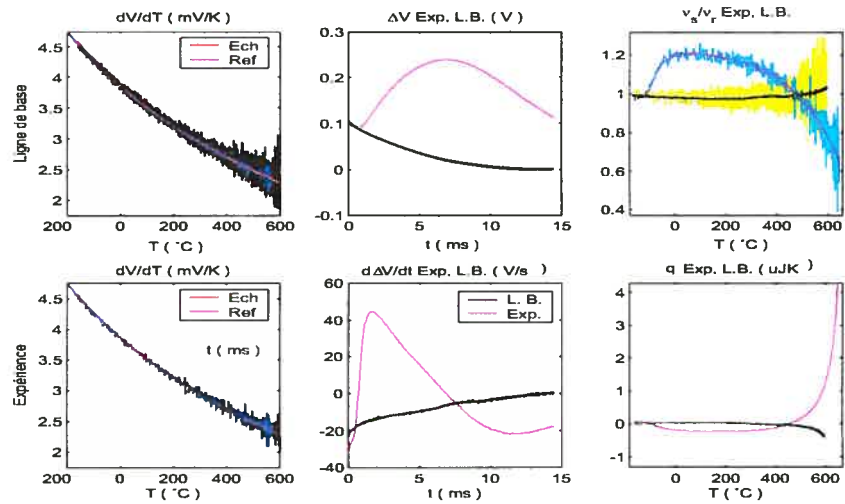 dV/dT ( mV/K)
ΔV Exp. L.B. (V)
νs/νr Exp, L.B.
Ligne de base
4.5
4
3.5
3
2.5
2
Ech
Ref
200
0
200
400
600
T ( °C)
0.3
0.2
0.1
0
-0.1
0
5
10
15
t ( ms)
1.2
1
0.8
0.6
0.4
0
200
400
600
T ( °C)
dV/dT ( mV/K)
d ΔV/dt Exp. L.B. ( V/s )
q Exp. L.B. ( uJK )
Expérience
4.5
4
3.5
3
2.5
2
Ech
Ref
t ( ms)
200
0
200
400
600
T ( °C)
60
40
20
0
-20
-40
L. B.
Exp.
0
5
10
15
t ( ms)
4
3
2
1
0
-1
0
200
400
600
T ( °C)